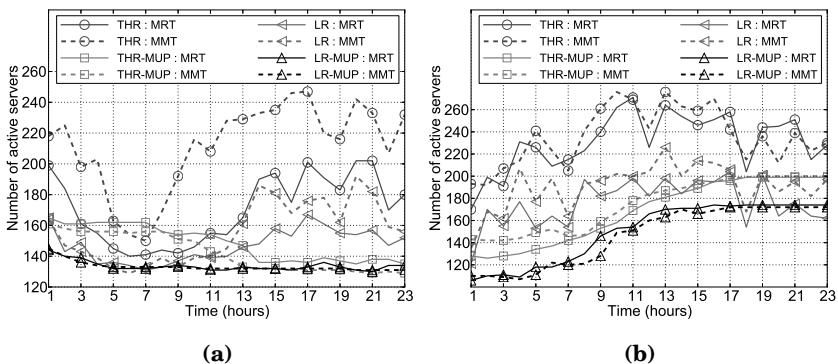 THR : MRT
THR : MMT
THR-MUP : MRT
THR-MUP : MMT
LR : MRT
LR : MMT
LR-MUP : MRT
LR-MUP : MMT
Number of active servers
260
240
220
200
180
160
140
120
1 3 5 7 9 11 13 15 17 19 21 23
Time (hours)
(a)
THR : MRT
THR : MMT
THR-MUP : MRT
THR-MUP : MMT
LR : MRT
LR : MMT
LR-MUP : MRT
LR-MUP : MMT
Number of active servers
260
240
220
200
180
160
140
120
1 3 5 7 9 11 13 15 17 19 21 23
Time (hours)
(b)